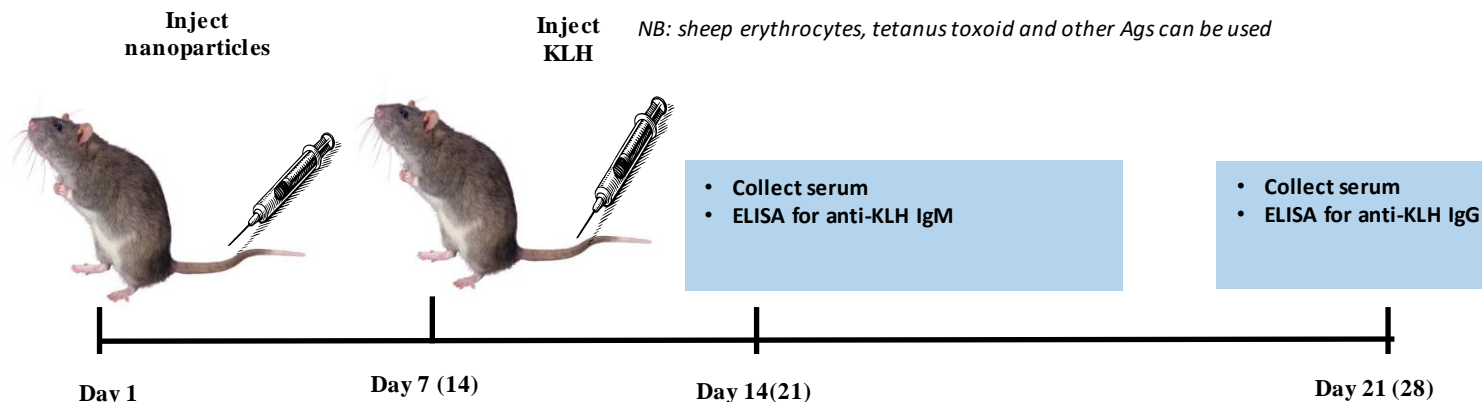 Inject
nanoparticles
Inject
KLH
NB: sheep erythrocytes, tetanus toxoid and other Ags can be used
• Collect serum
• ELISA for anti-KLH IgM
• Collect serum
• ELISA for anti-KLH IgG
Day 1
Day 7 (14)
Day 14(21)
Day 21 (28)